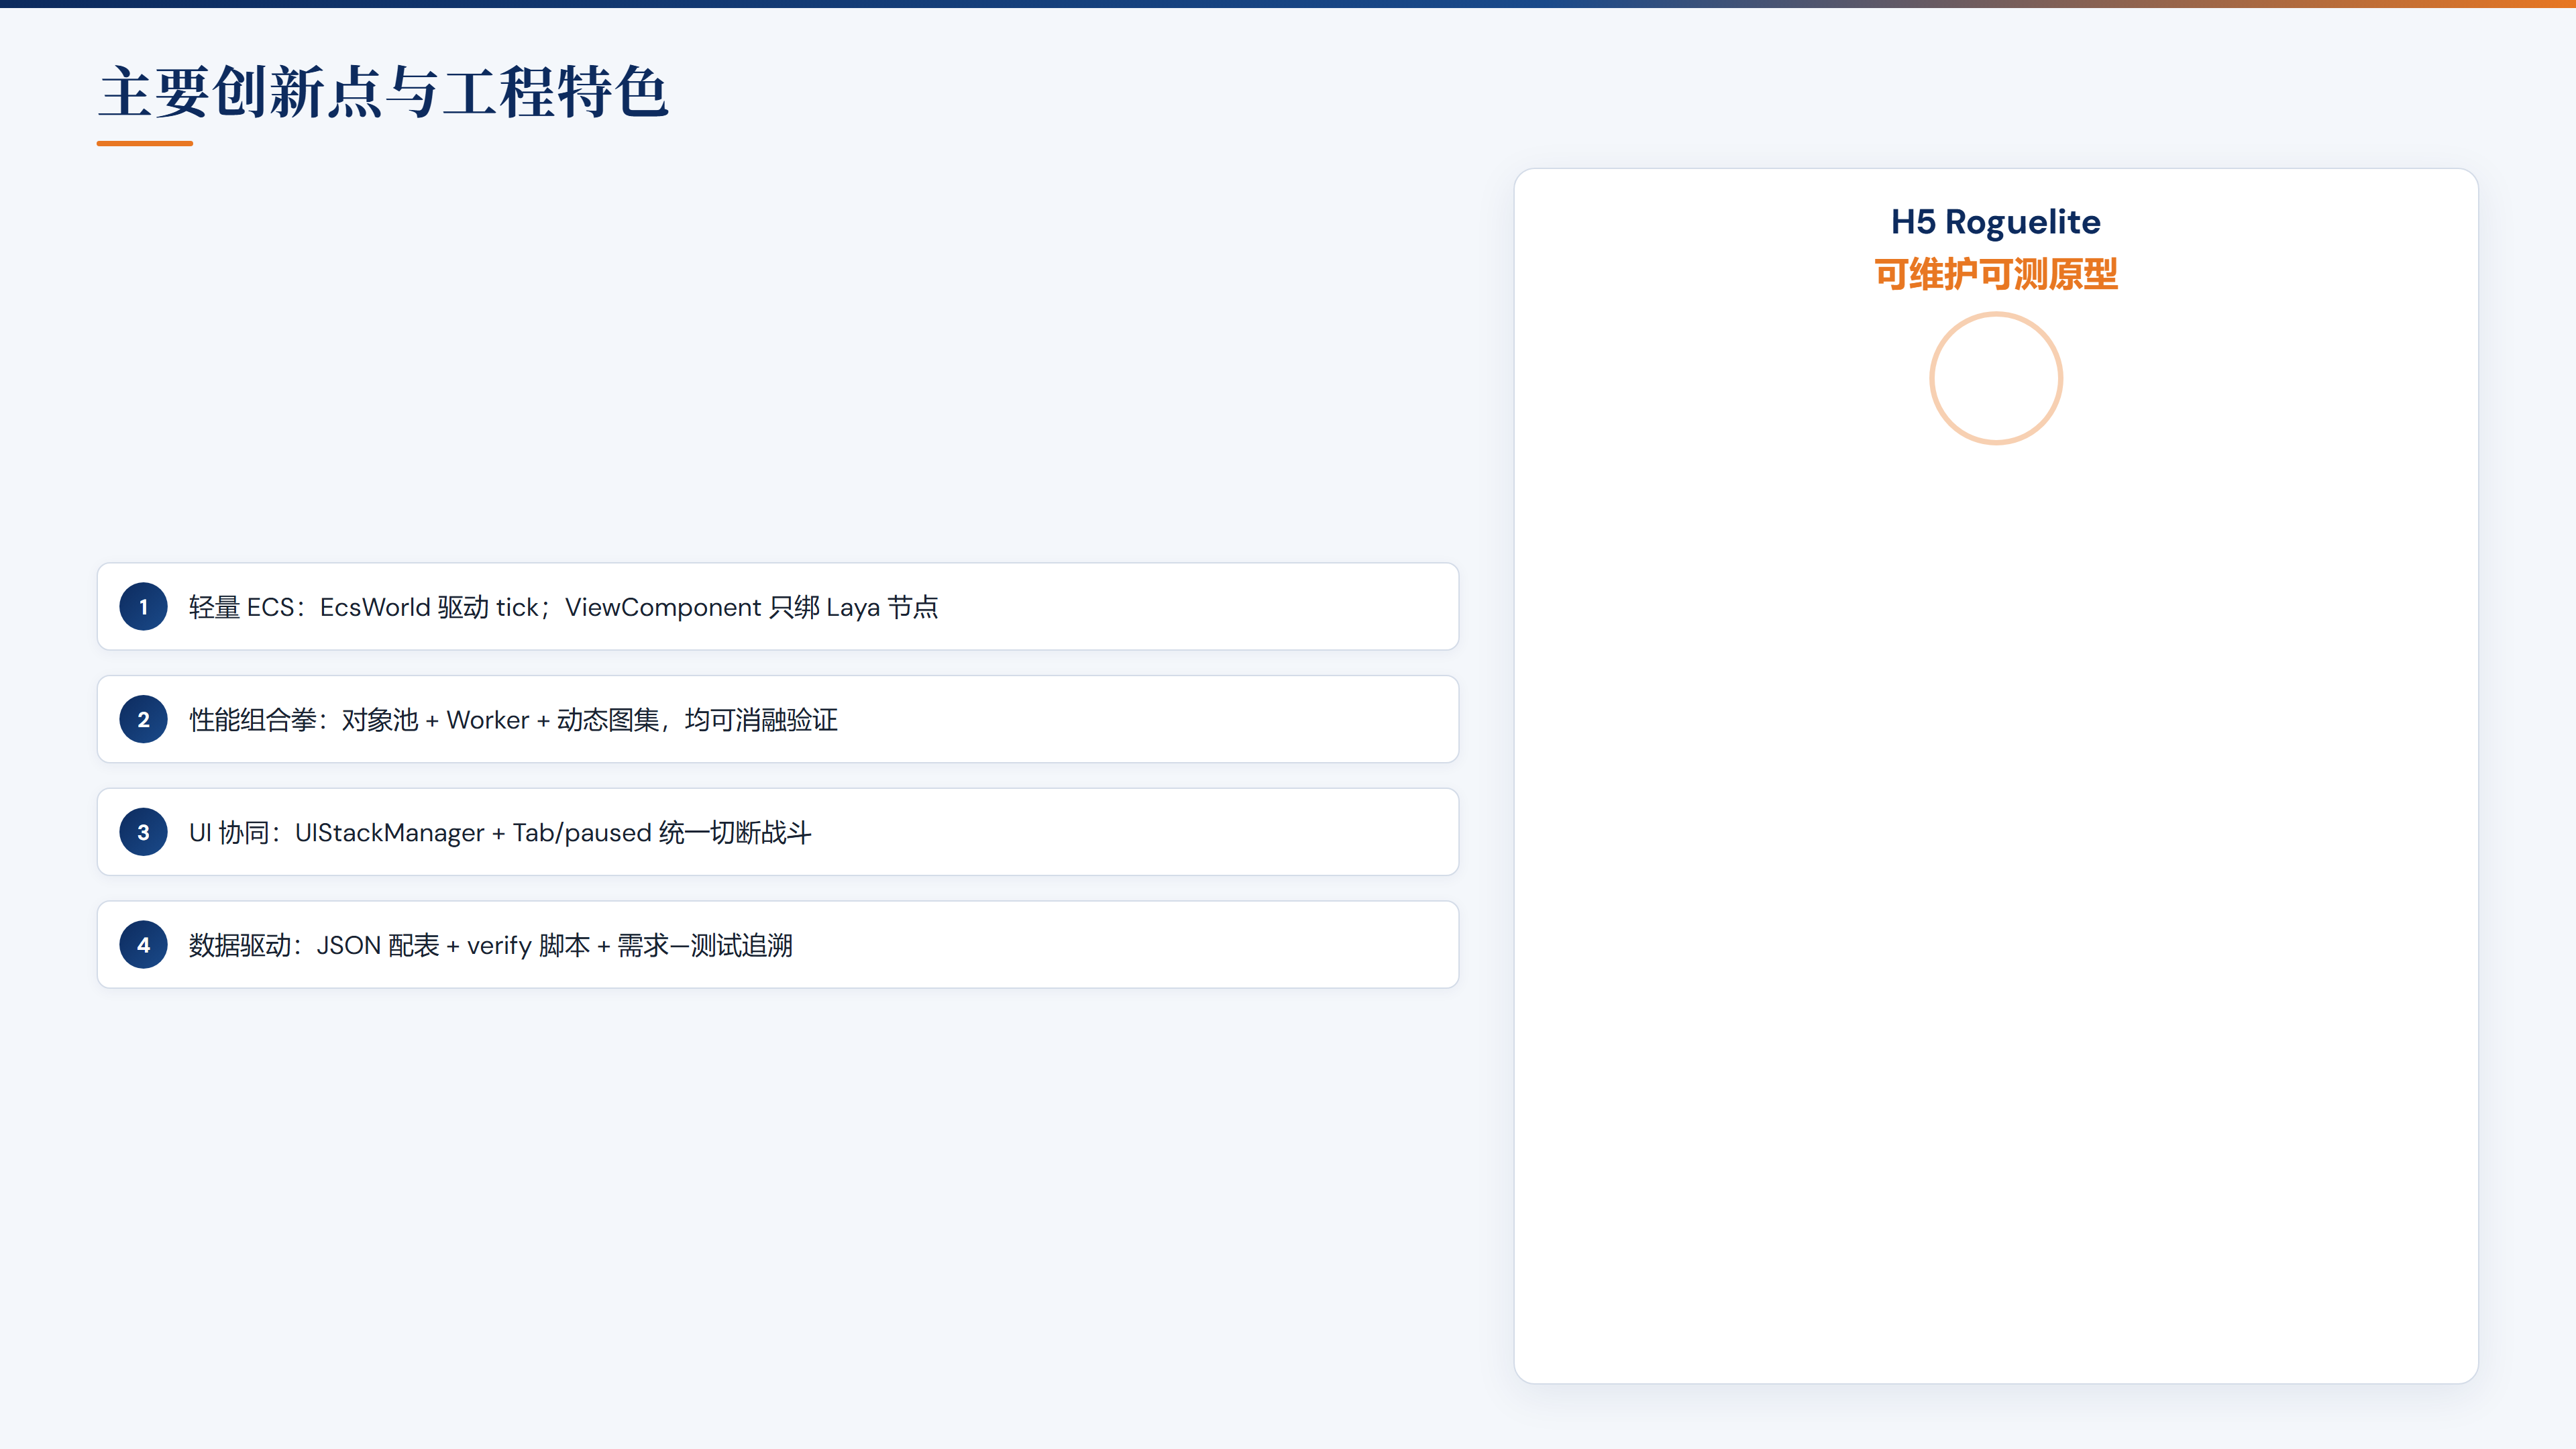 主要创新点与工程特色
1 轻量 ECS：EcsWorld 驱动 tick；ViewComponent 只绑 Laya 节点
2 性能组合拳：对象池 + Worker + 动态图集，均可消融验证
3 UI 协同：UIStackManager + Tab/paused 统一切断战斗
4 数据驱动：JSON 配表 + verify 脚本 + 需求—测试追溯
H5 Roguelite
可维护可测原型